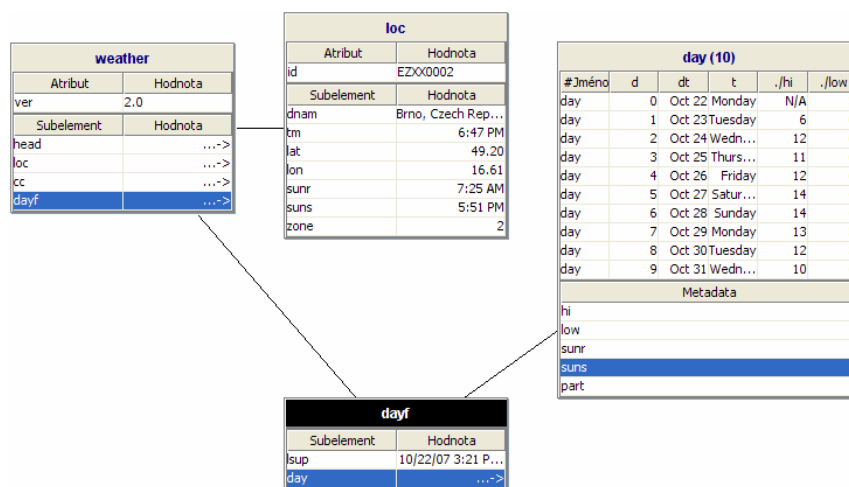 weather
Atribut Hodnota
ver 2.0
Subelement Hodnota
head ...->
loc ...->
cc ...->
dayf ...->
loc
Atribut Hodnota
id EZXX0002
Subelement Hodnota
dnam Brno, Czech Rep...
tm 6:47 PM
lat 49.20
lon 16.61
sunr 7:25 AM
suns 5:51 PM
zone 2
day (10)
#Jméno d dt t ./hi ./low
day 0 Oct 22 Monday N/A
day 1 Oct 23 Tuesday 6
day 2 Oct 24 Wedn... 12
day 3 Oct 25 Thurs... 11
day 4 Oct 26 Friday 12
day 5 Oct 27 Satur... 14
day 6 Oct 28 Sunday 14
day 7 Oct 29 Monday 13
day 8 Oct 30 Tuesday 12
day 9 Oct 31 Wedn... 10
Metadata
hi
low
sunr
suns
part
dayf
Subelement Hodnota
lsup 10/22/07 3:21 P...
day ...->